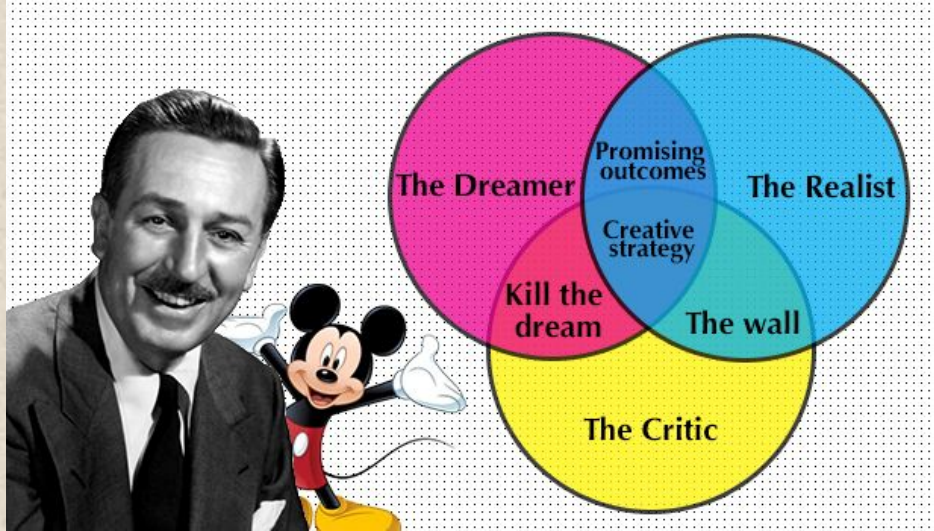 Promising
outcomes
The Dreamer
The Realist
Creative
strategy
Kill the
dream
The wall
The Critic